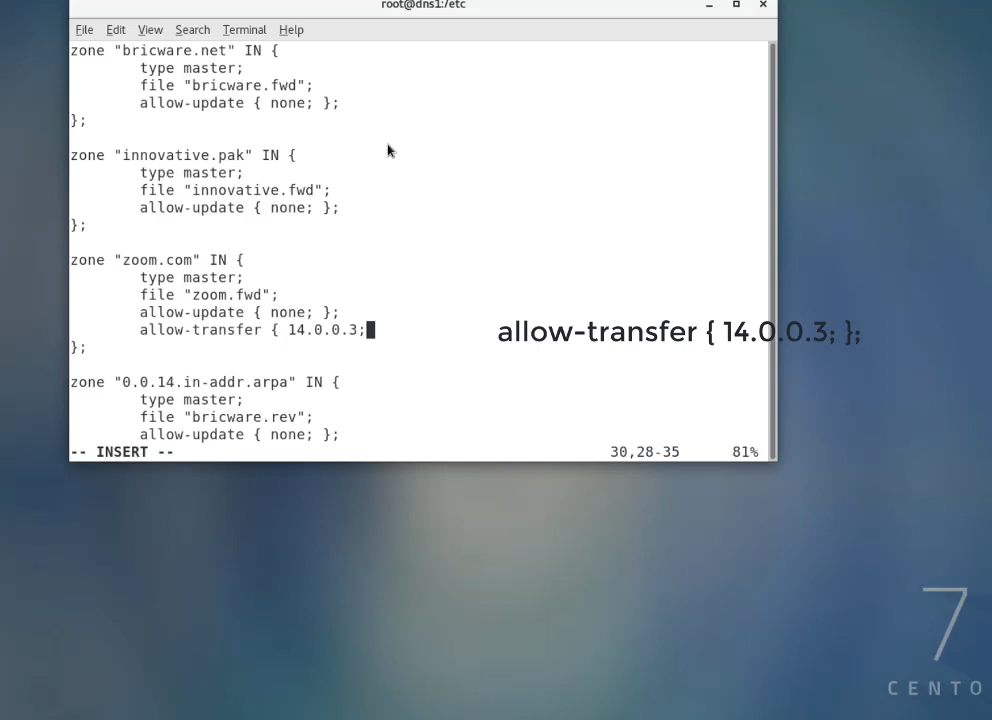 root@dns1:/etc
File Edit View Search Terminal Help
zone "bricware.net" IN {
        type master;
        file "bricware.fwd";
        allow-update { none; };
};

zone "innovative.pak" IN {
        type master;
        file "innovative.fwd";
        allow-update { none; };
};

zone "zoom.com" IN {
        type master;
        file "zoom.fwd";
        allow-update { none; };
        allow-transfer { 14.0.0.3;
allow-transfer { 14.0.0.3; };
};

zone "0.0.14.in-addr.arpa" IN {
        type master;
        file "bricware.rev";
        allow-update { none; };
-- INSERT -- 30,28-35 81%
7
CENTO